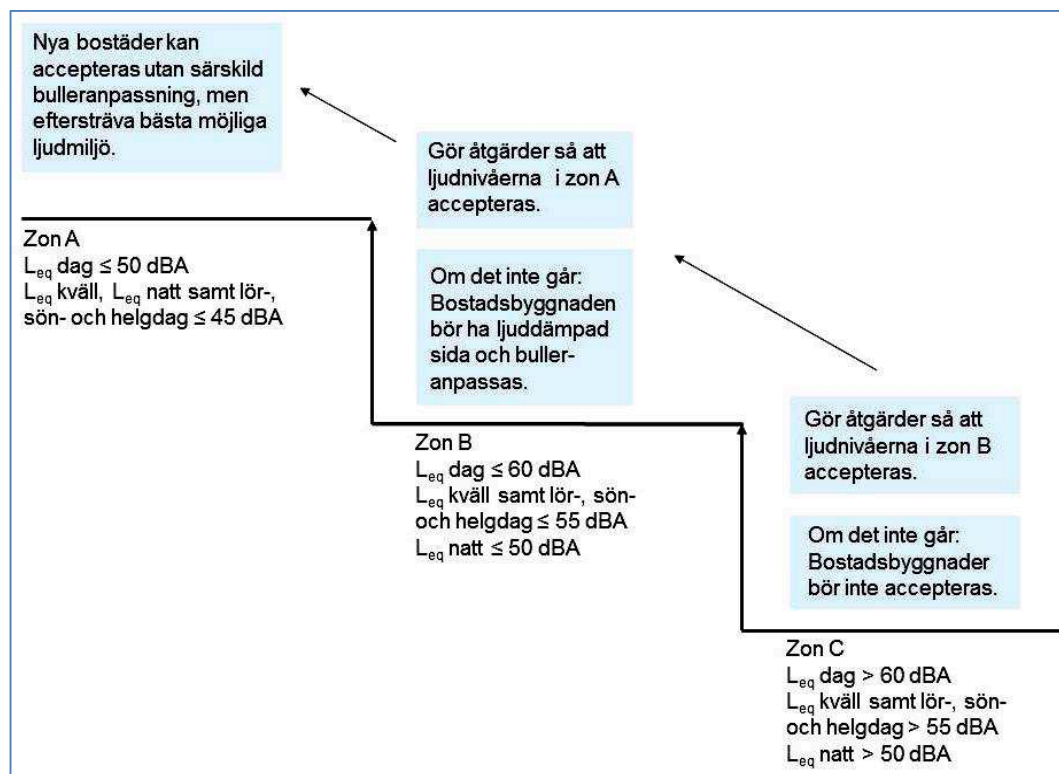 Nya bostäder kan
accepteras utan särskild
bulleranpassning, men
eftersträva bästa möjliga
ljudmiljö.
Zon A
Leq dag ≤ 50 dBA
Leq kväll, Leq natt samt lör-,
sön- och helgdag ≤ 45 dBA
Gör åtgärder så att
ljudnivåerna i zon A
accepteras.
Om det inte går:
Bostadsbyggnaden
bör ha ljuddämpad
sida och buller-
anpassas.
Zon B
Leq dag ≤ 60 dBA
Leq kväll samt lör-, sön-
och helgdag ≤ 55 dBA
Leq natt ≤ 50 dBA
Gör åtgärder så att
ljudnivåerna i zon B
accepteras.
Om det inte går:
Bostadsbyggnader
bör inte accepteras.
Zon C
Leq dag > 60 dBA
Leq kväll samt lör-, sön-
och helgdag > 55 dBA
Leq natt > 50 dBA